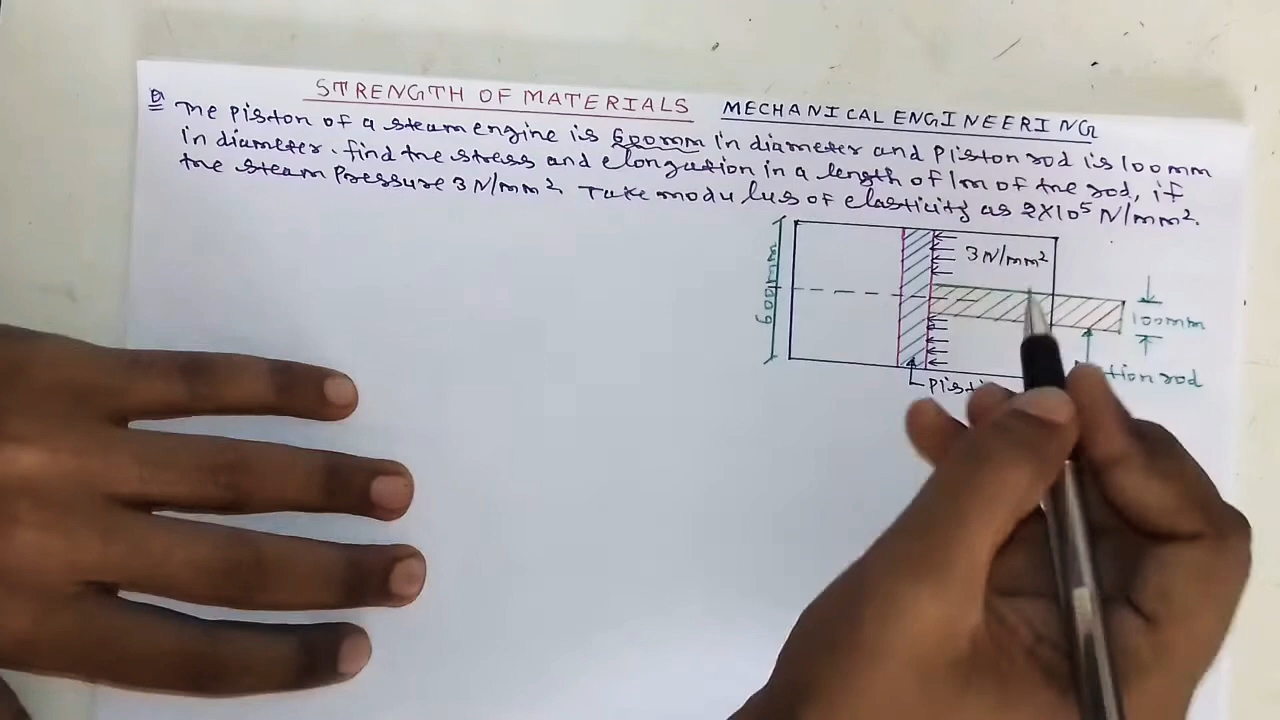 STRENGTH OF MATERIALS MECHANICAL ENGINEERING
Q The Piston of a steam engine is 600mm in diameter and Piston rod is 100mm
in diameter. find the stress and elongation in a length of 1m of the rod, if
the steam Pressure 3 N/mm². Take modulus of elasticity as 2×10⁵ N/mm².
3 N/mm²
600mm
100mm